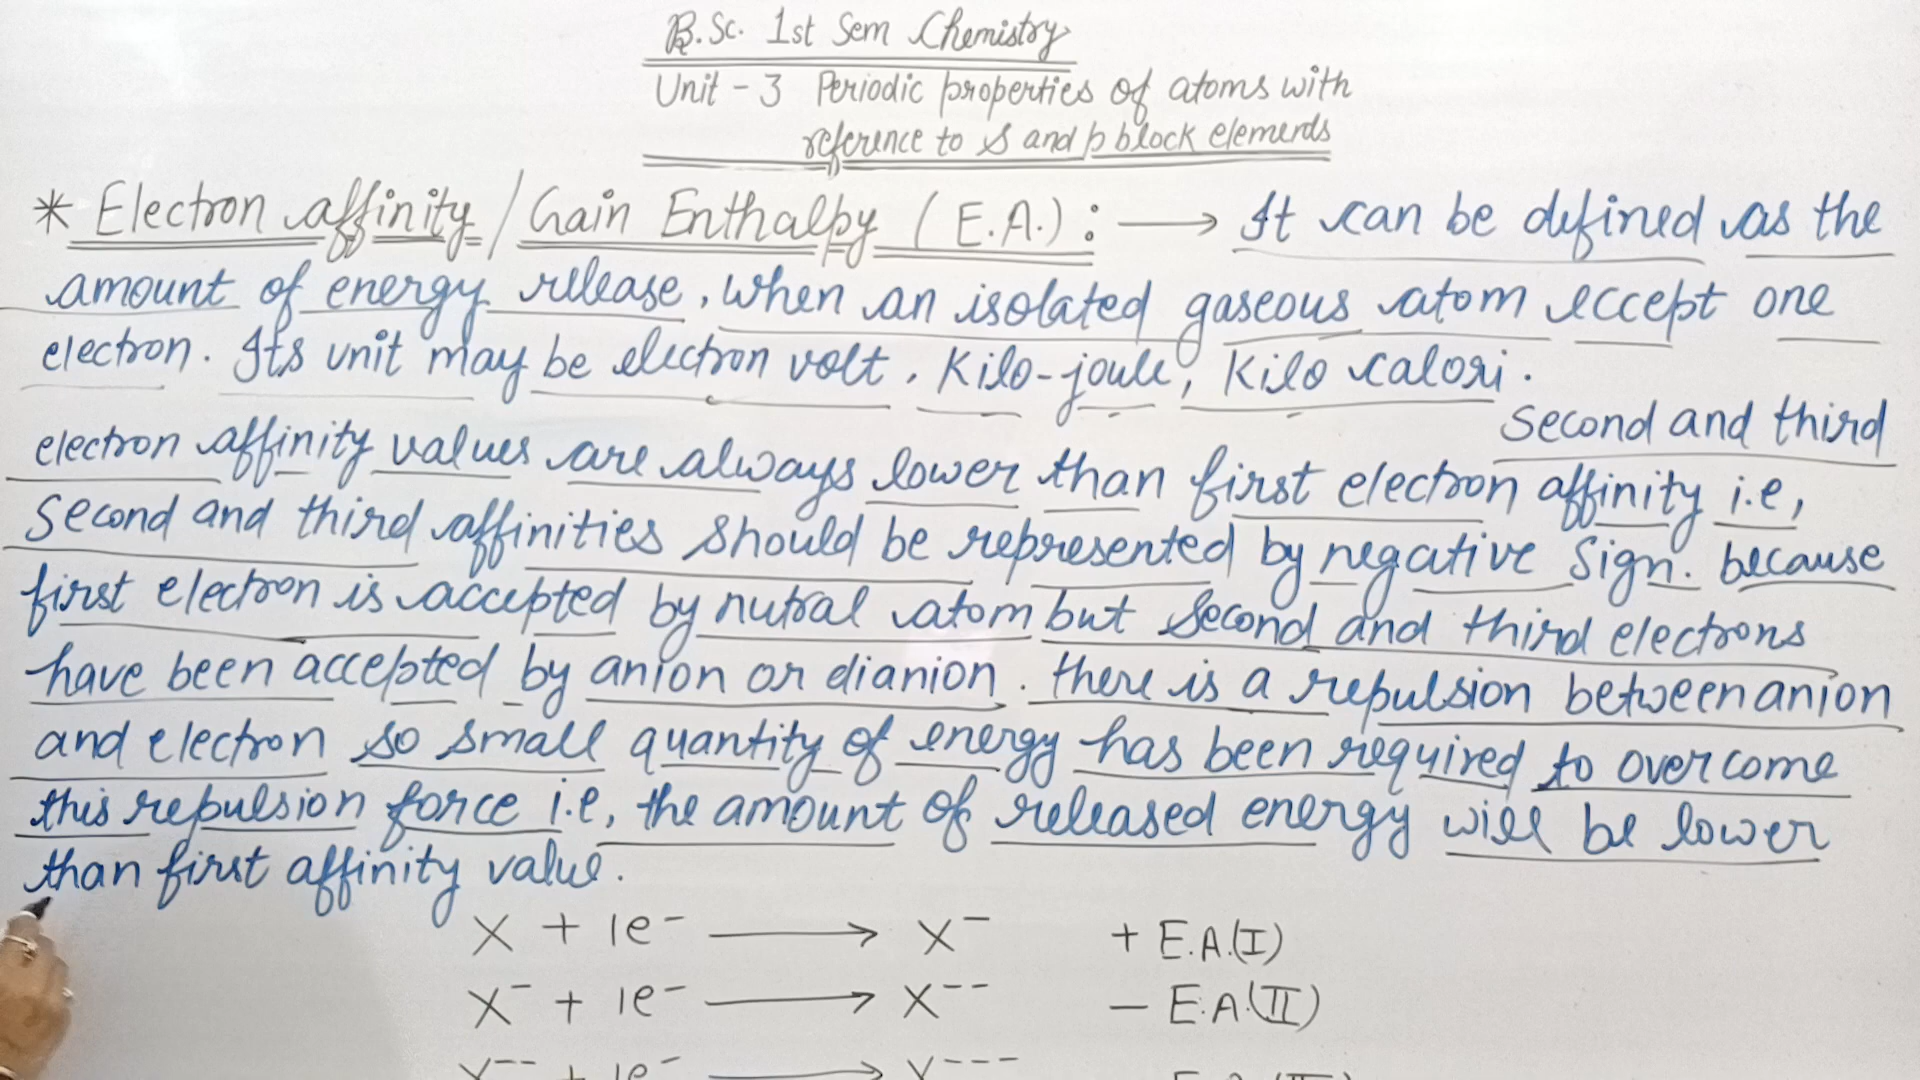 B.Sc. 1st Sem Chemistry
Unit - 3 Periodic properties of atoms with
reference to s and p block elements
* Electron affinity / Gain Enthalpy (E.A.) : ⟶ It can be defined as the
amount of energy release, when an isolated gaseous atom eccept one
electron. Its unit may be electron volt, Kilo-joule, Kilo calori.
Second and third
electron affinity values are always lower than first electron affinity i.e,
Second and third affinities should be represented by negative Sign. because
first electron is accepted by nutral atom but Second and third electrons
have been accepted by anion or dianion. there is a repulsion between anion
and electron so small quantity of energy has been required to overcome
this repulsion force i.e, the amount of released energy will be lower
than first affinity value.
X + 1e⁻ ⟶ X⁻ + E.A.(I)
X⁻ + 1e⁻ ⟶ X⁻⁻ − E.A.(II)
X⁻⁻ + 1e⁻ ⟶ X⁻⁻⁻